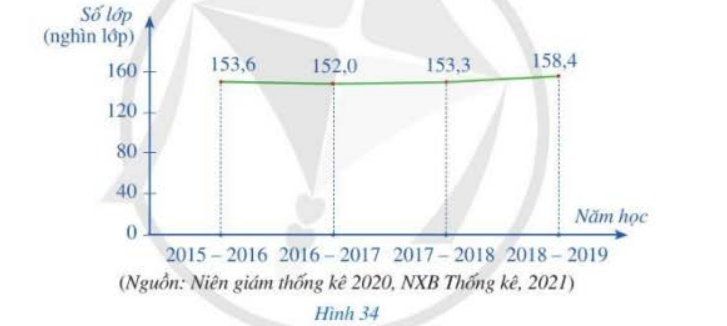 Số lớp
(nghìn lớp)
160
120
80
40
0
153,6 152,0 153,3 158,4
Năm học
2015 – 2016 2016 – 2017 2017 – 2018 2018 – 2019
(Nguồn: Niên giám thống kê 2020, NXB Thống kê, 2021)
Hình 34